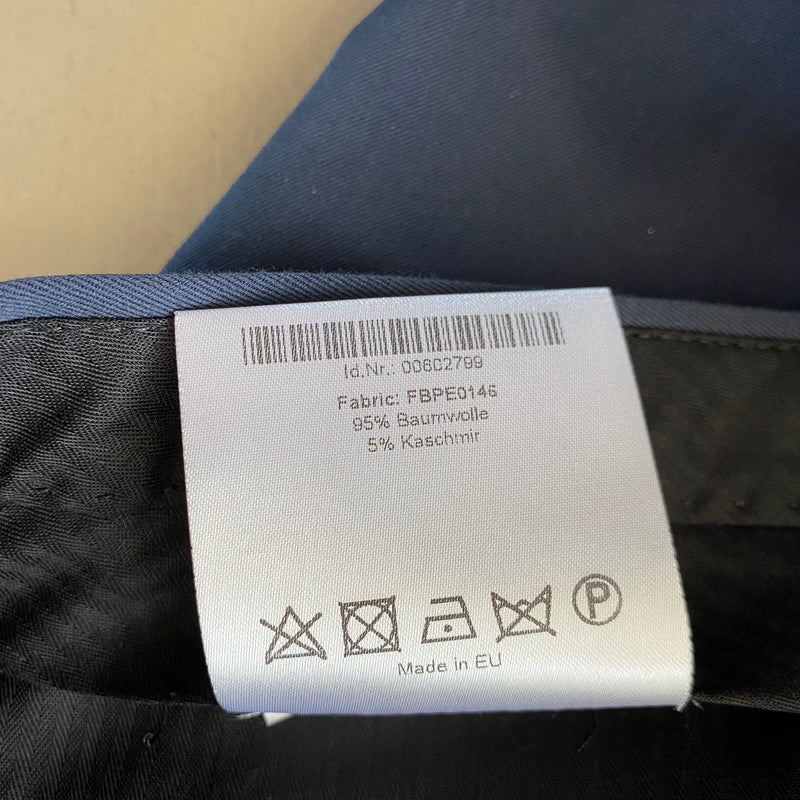 Id.Nr.: 00602799
Fabric: FBPE0146
95% Baumwolle
5% Kaschmir
P
Made in EU